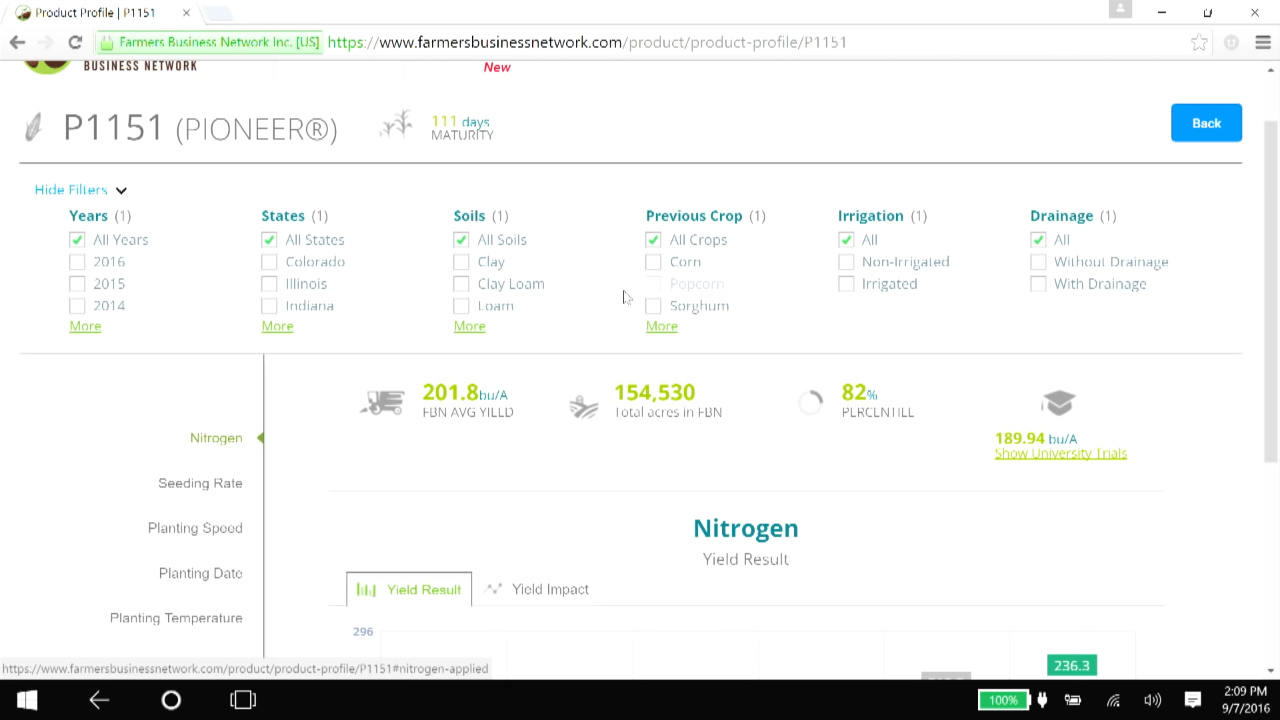 Product Profile | P1151
Farmers Business Network Inc. [US] https://www.farmersbusinessnetwork.com/product/product-profile/P1151
BUSINESS NETWORK
New
P1151 (PIONEER®)
111 days
MATURITY
Back
Hide Filters
Years (1) States (1) Soils (1) Previous Crop (1) Irrigation (1) Drainage (1)
All Years All States All Soils All Crops All All
2016 Colorado Clay Corn Non-Irrigated Without Drainage
2015 Illinois Clay Loam Popcorn Irrigated With Drainage
2014 Indiana Loam Sorghum
More More More More
201.8bu/A 154,530 82%
FBN AVG YIELD Total acres in FBN PERCENTILE
189.94 bu/A
Show University Trials
Nitrogen
Seeding Rate
Planting Speed
Planting Date
Planting Temperature
Nitrogen
Yield Result
Yield Result Yield Impact
296
236.3
https://www.farmersbusinessnetwork.com/product/product-profile/P1151#nitrogen-applied
100%
2:09 PM
9/7/2016